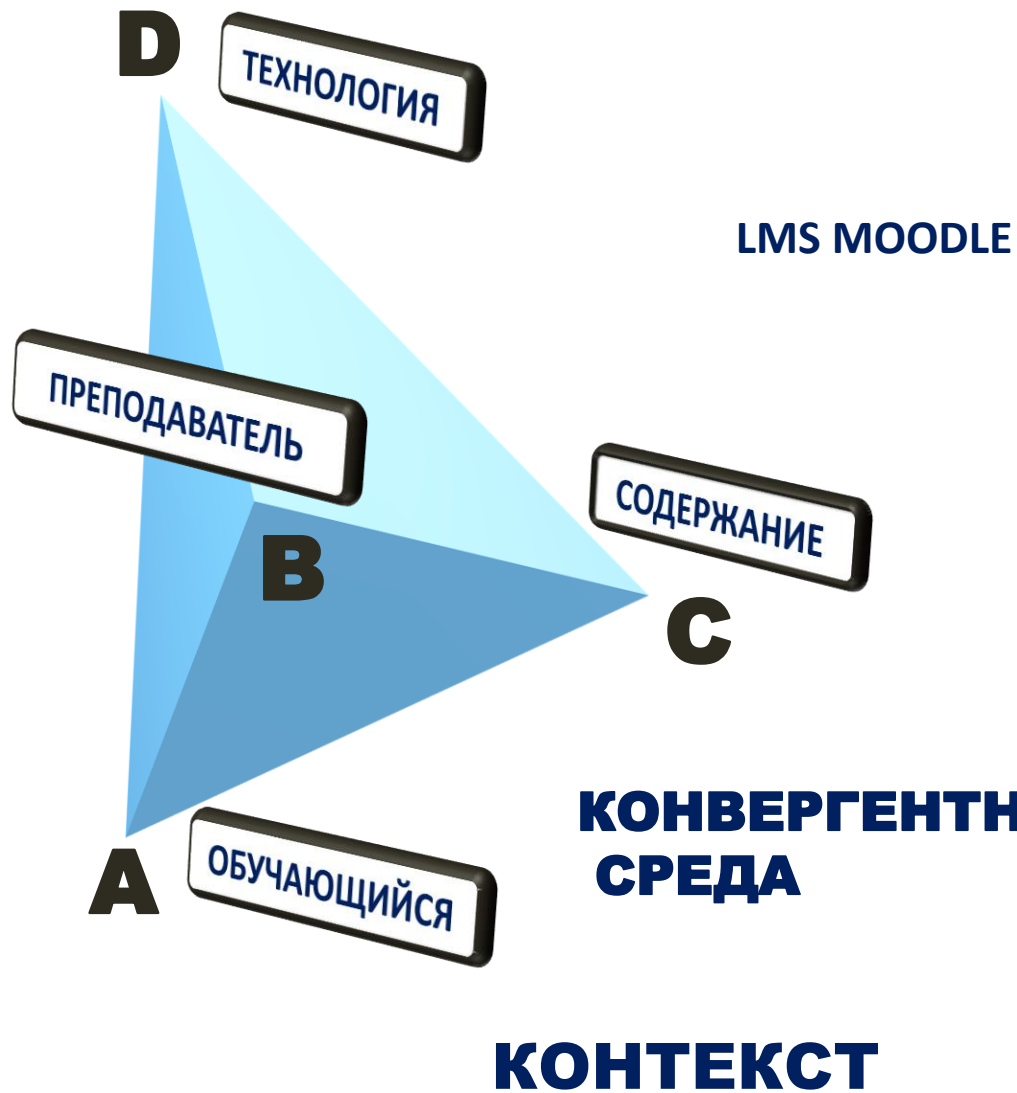 D
ТЕХНОЛОГИЯ
LMS MOODLE
ПРЕПОДАВАТЕЛЬ
СОДЕРЖАНИЕ
B
C
КОНВЕРГЕНТН
СРЕДА
A
ОБУЧАЮЩИЙСЯ
КОНТЕКСТ